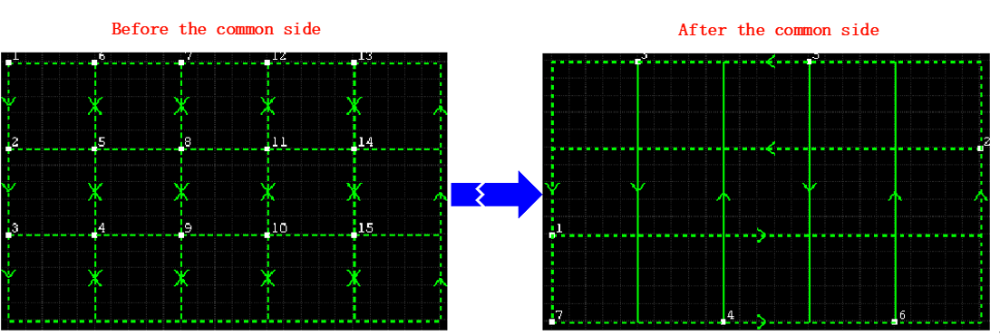 Before the common side
After the common side
1 6 7 12 13
3 5
2 5 8 11 14
2
3 4 9 10 15
1
7 4 6